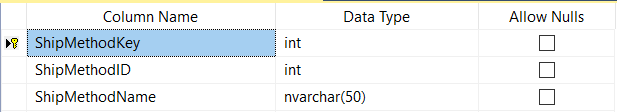 Column Name Data Type Allow Nulls
ShipMethodKey int
ShipMethodID int
ShipMethodName nvarchar(50)